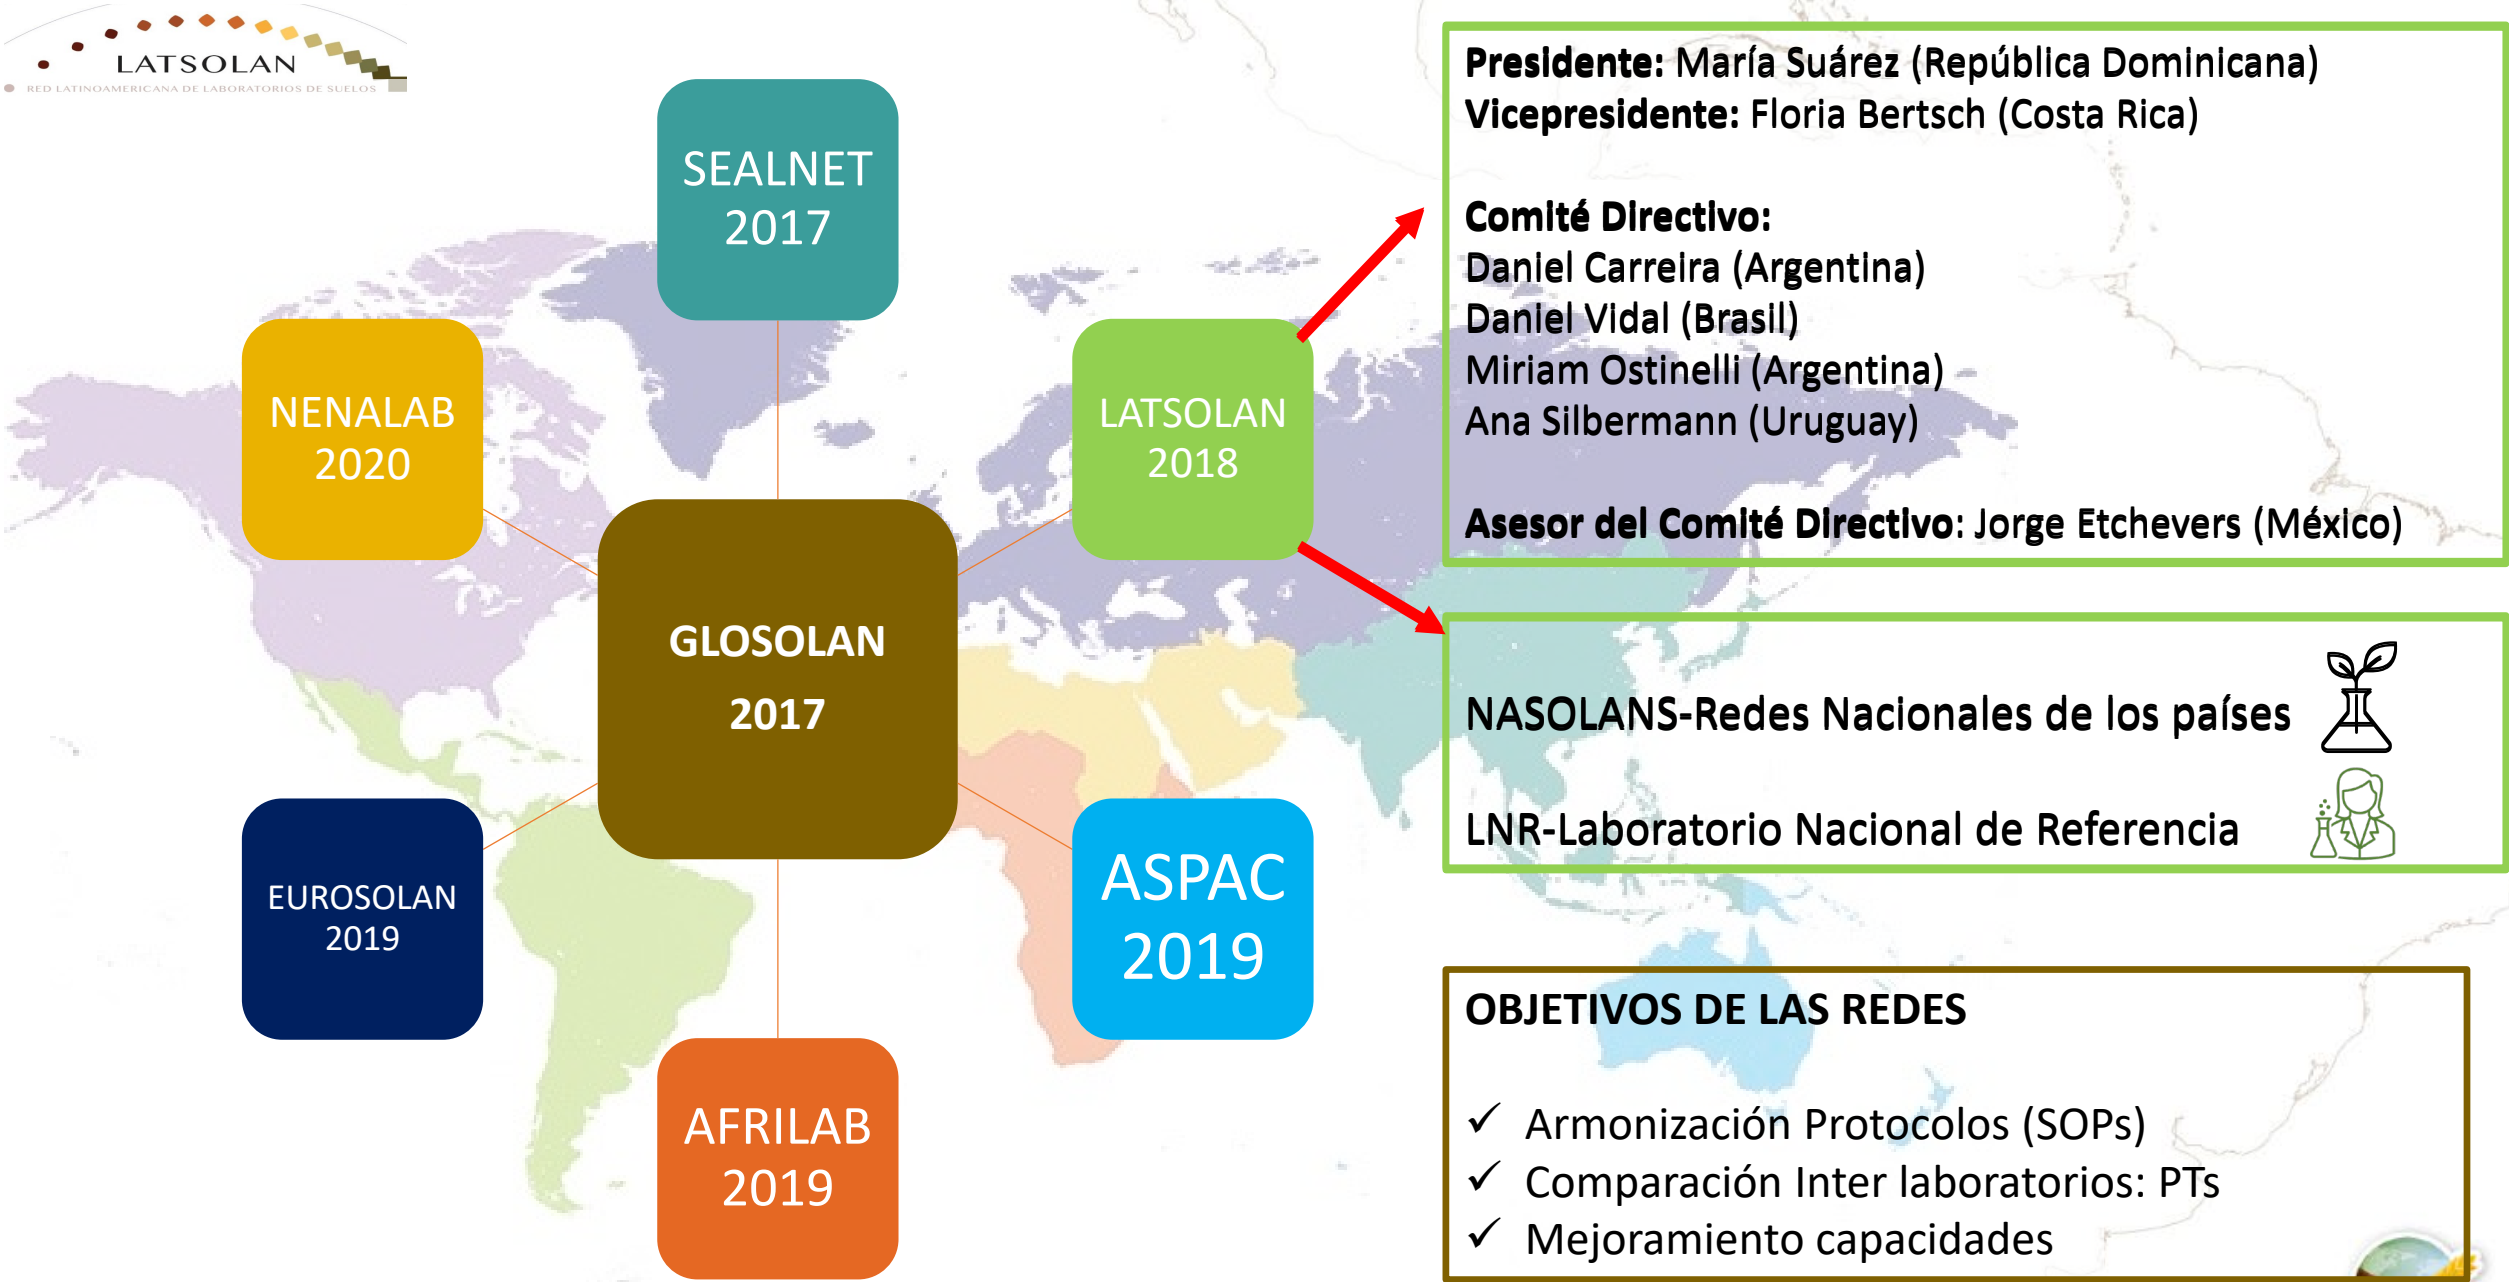 LATSOLAN
RED LATINOAMERICANA DE LABORATORIOS DE SUELOS
SEALNET
2017
NENALAB
2020
LATSOLAN
2018
GLOSOLAN
2017
EUROSOLAN
2019
ASPAC
2019
AFRILAB
2019
Presidente: María Suárez (República Dominicana)
Vicepresidente: Floria Bertsch (Costa Rica)
Comité Directivo:
Daniel Carreira (Argentina)
Daniel Vidal (Brasil)
Miriam Ostinelli (Argentina)
Ana Silbermann (Uruguay)
Asesor del Comité Directivo: Jorge Etchevers (México)
NASOLANS-Redes Nacionales de los países
LNR-Laboratorio Nacional de Referencia
OBJETIVOS DE LAS REDES
✓ Armonización Protocolos (SOPs)
✓ Comparación Inter laboratorios: PTs
✓ Mejoramiento capacidades